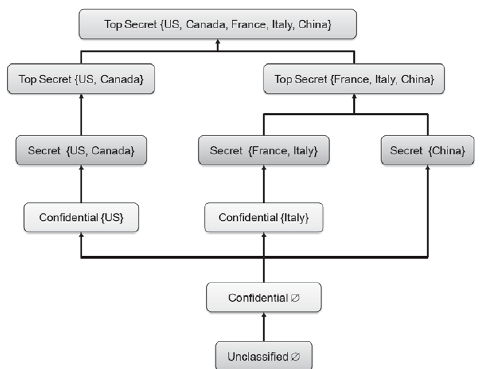 Top Secret {US, Canada, France, Italy, China}
Top Secret {US, Canada}
Top Secret {France, Italy, China}
Secret {US, Canada}
Secret {France, Italy}
Secret {China}
Confidential {US}
Confidential {Italy}
Confidential ∅
Unclassified ∅